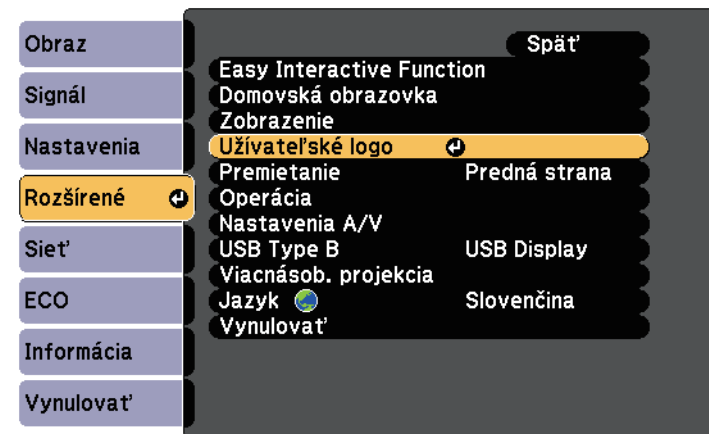 Obraz
Signál
Nastavenia
Rozšírené
Sieť
ECO
Informácia
Vynulovať
Späť
Easy Interactive Function
Domovská obrazovka
Zobrazenie
Užívateľské logo
Premietanie Predná strana
Operácia
Nastavenia A/V
USB Type B USB Display
Viacnásob. projekcia
Jazyk Slovenčina
Vynulovať